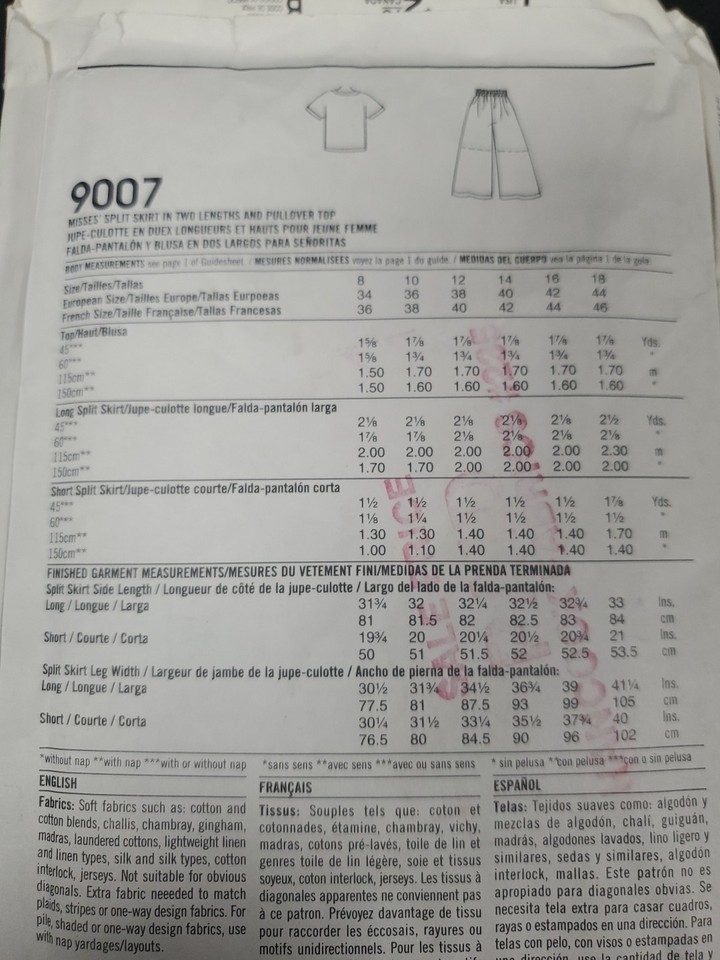 9007
MISSES' SPLIT SKIRT IN TWO LENGTHS AND PULLOVER TOP
JUPE-CULOTTE EN DUEX LONGUEURS ET HAUTS POUR JEUNE FEMME
FALDA-PANTALÓN Y BLUSA EN DOS LARGOS PARA SEÑORITAS
BODY MEASUREMENTS see page 1 of Guidesheet. / MESURES NORMALISEES voyez la page 1 du guide. / MEDIDAS DEL CUERPO vea la página 1 de la guía
Size/Tailles/Tallas 8 10 12 14 16 18
European Size/Tailles Europe/Tallas Eurpoeas 34 36 38 40 42 44
French Size/Taille Française/Tallas Francesas 36 38 40 42 44 46
Top/Haut/Blusa
45"** 1⅝ 1⅞ 1⅞ 1⅞ 1⅞ 1⅞ Yds.
60"** 1⅝ 1¾ 1¾ 1¾ 1¾ 1¾ "
115cm** 1.50 1.70 1.70 1.70 1.70 1.70 m
150cm** 1.50 1.60 1.60 1.60 1.60 1.60 "
Long Split Skirt/Jupe-culotte longue/Falda-pantalón larga
45"** 2⅛ 2⅛ 2⅛ 2⅛ 2⅛ 2½ Yds.
60"** 1⅞ 1⅞ 2⅛ 2⅛ 2⅛ 2⅛ "
115cm** 2.00 2.00 2.00 2.00 2.00 2.30 m
150cm** 1.70 1.70 2.00 2.00 2.00 2.00 "
Short Split Skirt/Jupe-culotte courte/Falda-pantalón corta
45"** 1½ 1½ 1½ 1½ 1½ 1⅞ Yds.
60"** 1⅛ 1¼ 1½ 1½ 1½ 1½ "
115cm** 1.30 1.30 1.40 1.40 1.40 1.70 m
150cm** 1.00 1.10 1.40 1.40 1.40 1.40 "
FINISHED GARMENT MEASUREMENTS/MESURES DU VETEMENT FINI/MEDIDAS DE LA PRENDA TERMINADA
Split Skirt Side Length / Longueur de côté de la jupe-culotte / Largo del lado de la falda-pantalón:
Long / Longue / Larga 31¾ 32 32¼ 32½ 32¾ 33 Ins.
81 81.5 82 82.5 83 84 cm
Short / Courte / Corta 19¾ 20 20¼ 20½ 20¾ 21 Ins.
50 51 51.5 52 52.5 53.5 cm
Split Skirt Leg Width / Largeur de jambe de la jupe-culotte / Ancho de pierna de la falda-pantalón:
Long / Longue / Larga 30½ 31¾ 34½ 36¾ 39 41¼ Ins.
77.5 81 87.5 93 99 105 cm
Short / Courte / Corta 30¼ 31½ 33¼ 35½ 37¾ 40 Ins.
76.5 80 84.5 90 96 102 cm
*without nap **with nap ***with or without nap *sans sens **avec sens ***avec ou sans sens * sin pelusa **con pelusa ***con o sin pelusa
ENGLISH
Fabrics: Soft fabrics such as: cotton and
cotton blends, challis, chambray, gingham,
madras, laundered cottons, lightweight linen
and linen types, silk and silk types, cotton
interlock, jerseys. Not suitable for obvious
diagonals. Extra fabric neeeded to match
plaids, stripes or one-way design fabrics. For
pile, shaded or one-way design fabrics, use
with nap yardages/layouts.
FRANÇAIS
Tissus: Souples tels que: coton et
cotonnades, étamine, chambray, vichy,
madras, cotons pré-lavés, toile de lin et
genres toile de lin légère, soie et tissus
soyeux, coton interlock, jerseys. Les tissus à
diagonales apparentes ne conviennent pas
à ce patron. Prévoyez davantage de tissu
pour raccorder les éccosais, rayures ou
motifs unidirectionnels. Pour les tissus à
ESPAÑOL
Telas: Tejidos suaves como: algodón y
mezclas de algodón, chalí, guiguán,
madrás, algodones lavados, lino ligero y
similares, sedas y similares, algodón
interlock, mallas. Este patrón no es
apropiado para diagonales obvias. Se
necesita tela extra para casar cuadros,
rayas o estampados en una dirección. Para
telas con pelo, con visos o estampadas en
una dirección, use la cantidad de tela y
SALE PRICE